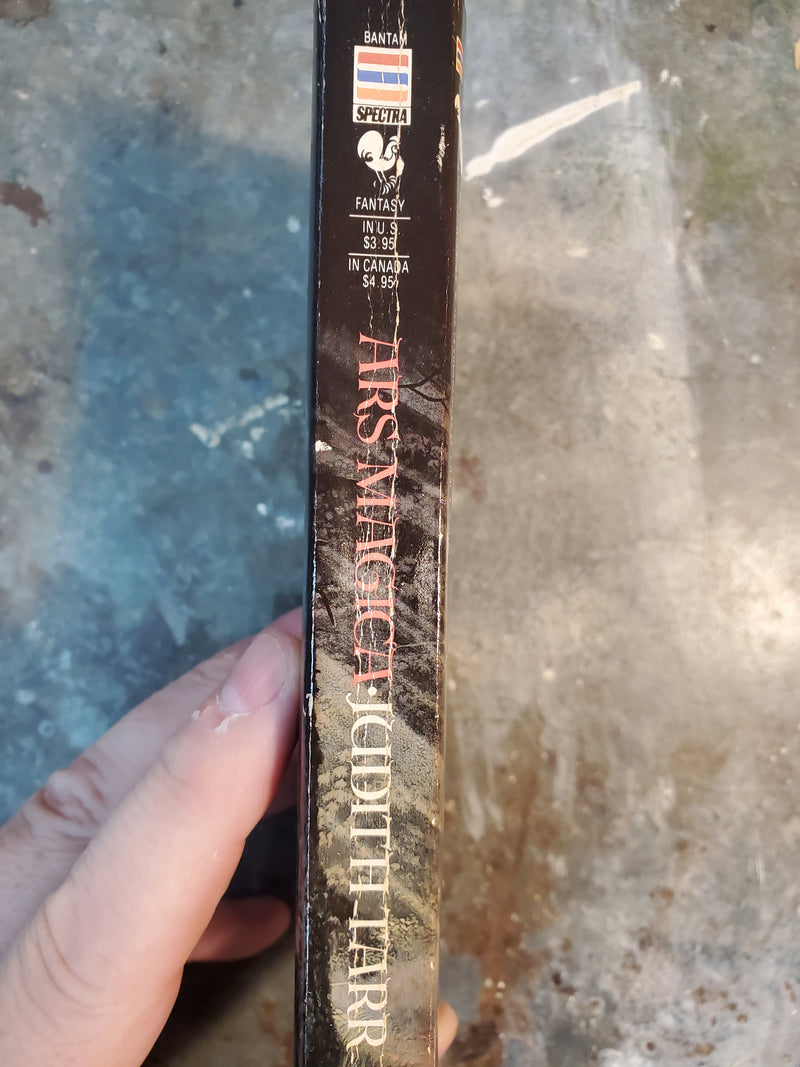 BANTAM
SPECTRA
FANTASY
IN U.S.
$3.95
IN CANADA
$4.95
ARS MAGICA · JUDITH TARR